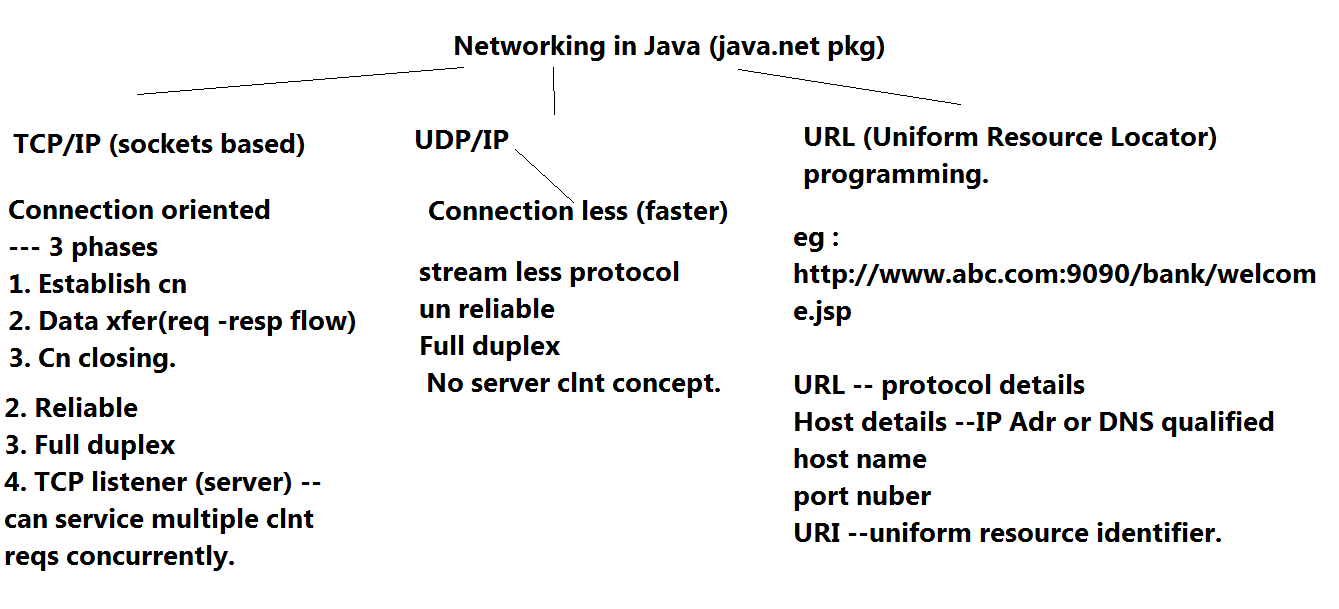 Networking in Java (java.net pkg)
TCP/IP (sockets based)
Connection oriented
--- 3 phases
1. Establish cn
2. Data xfer(req -resp flow)
3. Cn closing.
2. Reliable
3. Full duplex
4. TCP listener (server) --
can service multiple clnt
reqs concurrently.
UDP/IP
Connection less (faster)
stream less protocol
un reliable
Full duplex
No server clnt concept.
URL (Uniform Resource Locator)
programming.
eg :
http://www.abc.com:9090/bank/welcom
e.jsp
URL -- protocol details
Host details --IP Adr or DNS qualified
host name
port nuber
URI --uniform resource identifier.